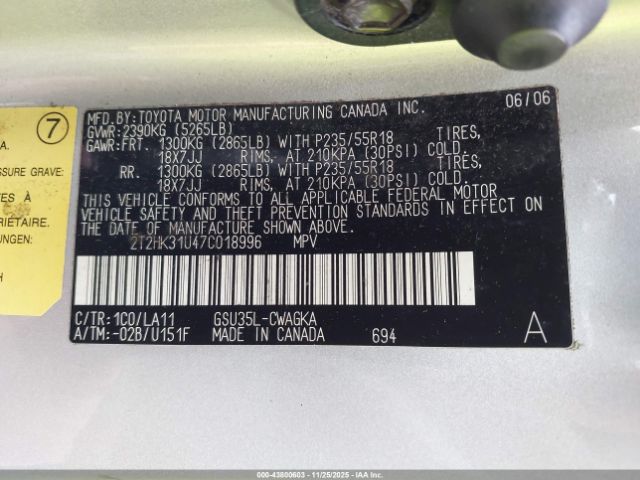 MFD.BY:TOYOTA MOTOR MANUFACTURING CANADA INC. 06/06
GVWR:2390KG (5265LB)
GAWR:FRT. 1300KG (2865LB) WITH P235/55R18 TIRES,
18X7JJ RIMS, AT 210KPA (30PSI) COLD.
RR. 1300KG (2865LB) WITH P235/55R18 TIRES,
18X7JJ RIMS, AT 210KPA (30PSI) COLD.
THIS VEHICLE CONFORMS TO ALL APPLICABLE FEDERAL MOTOR
VEHICLE SAFETY AND THEFT PREVENTION STANDARDS IN EFFECT ON
THE DATE OF MANUFACTURE SHOWN ABOVE.
2T2HK31U47C018996 MPV
C/TR:1C0/LA11 GSU35L-CWAGKA
A/TM:-02B/U151F MADE IN CANADA 694 A
7
SSURE GRAVE:
ES À
RIÉTAIRE.
UNGEN:
H
000-43800603 - 11/25/2025 - copart